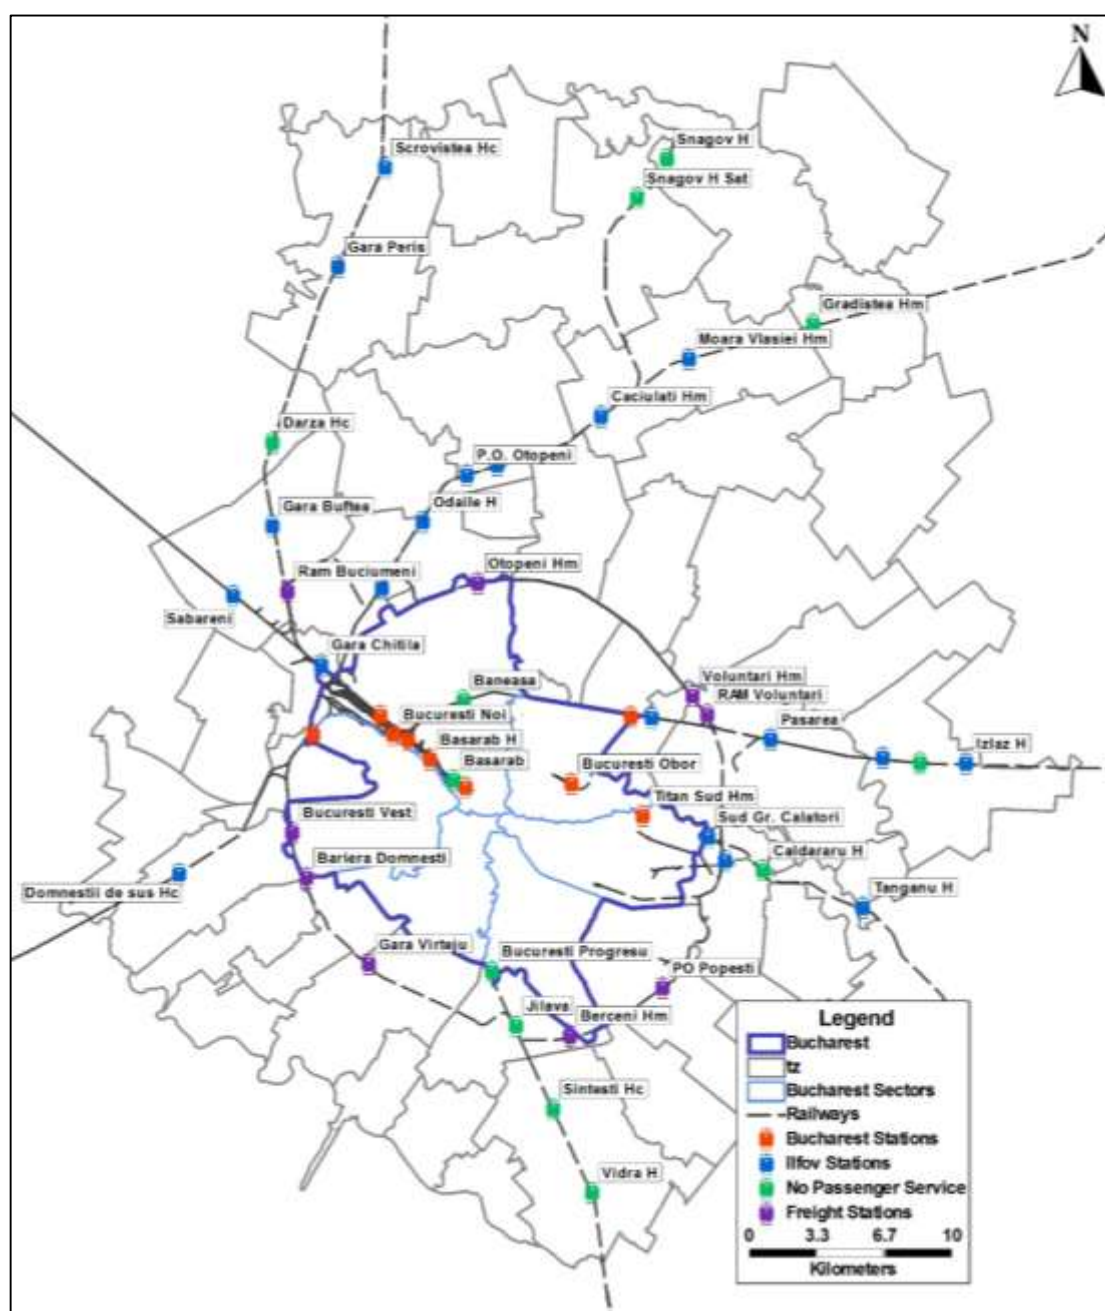 N
Snagov H
Scrovistea Hc
Snagov H Sat
Gara Peris
Gradistea Hm
Moara Vlasiei Hm
Caciulati Hm
Darza Hc
P.O. Otopeni
Odaile H
Gara Buftea
Otopeni Hm
Ram Buciumeni
Sabareni
Gara Chitila
Voluntari Hm
Baneasa
RAM Voluntari
Bucuresti Noi
Pasarea
Basarab H
Izlaz H
Basarab
Bucuresti Obor
Titan Sud Hm
Sud Gr. Calatori
Bucuresti Vest
Caldararu H
Bariera Domnesti
Domnestii de sus Hc
Tanganu H
Gara Virteju
Bucuresti Progresu
PO Popesti
Jilava
Berceni Hm
Sintesti Hc
Vidra H
Legend
Bucharest
tz
Bucharest Sectors
Railways
Bucharest Stations
Ilfov Stations
No Passenger Service
Freight Stations
0 3.3 6.7 10
Kilometers